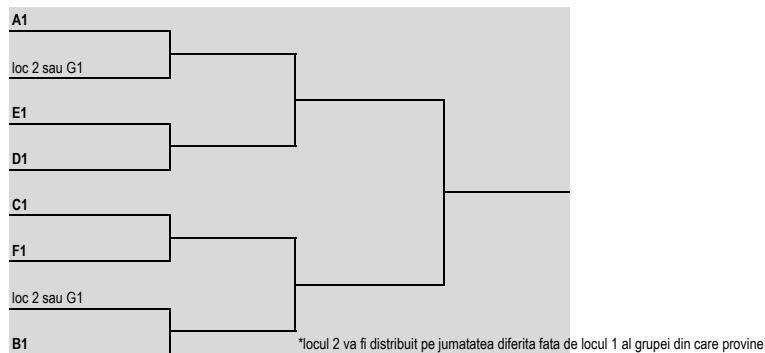 A1
loc 2 sau G1
E1
D1
C1
F1
loc 2 sau G1
B1
*locul 2 va fi distribuit pe jumatatea diferita fata de locul 1 al grupei din care provine